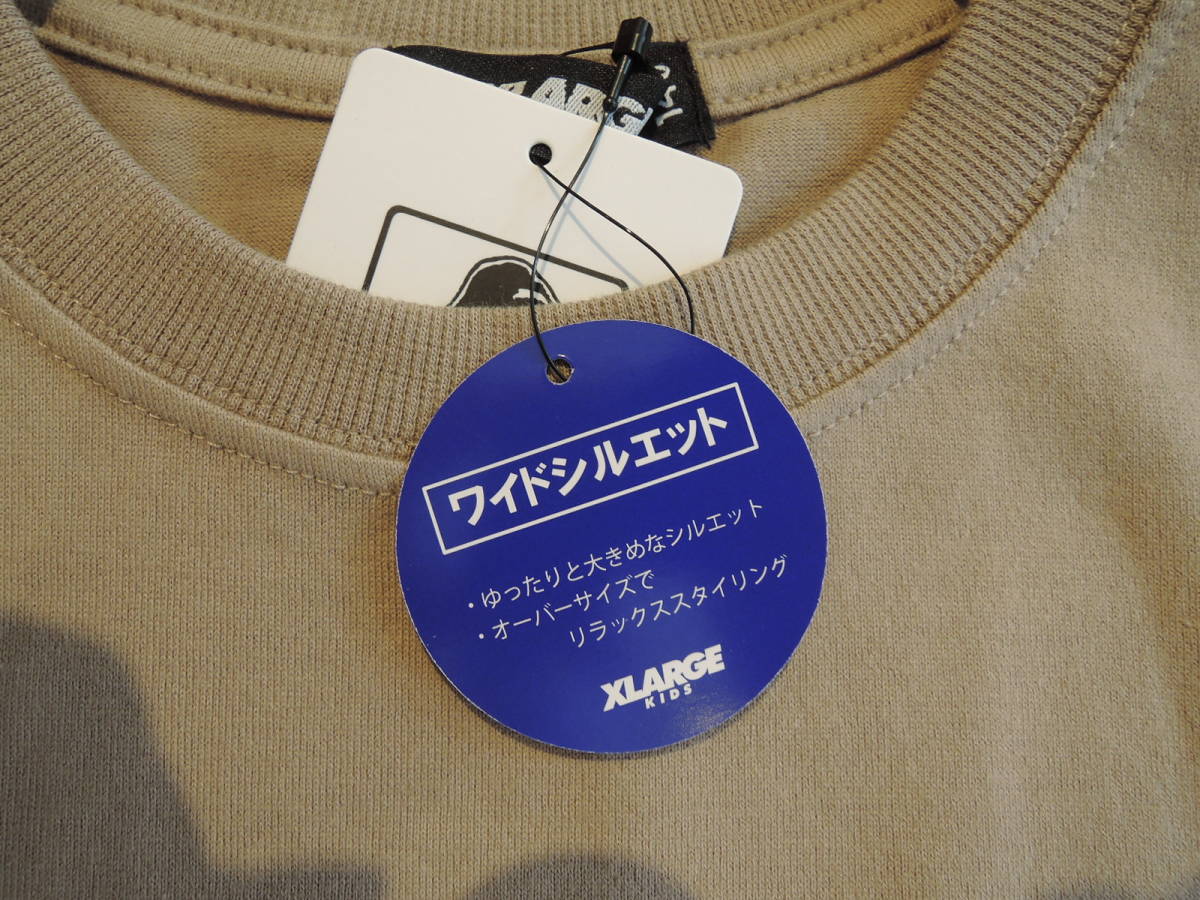 ワイドシルエット
・ゆったりと大きめなシルエット
・オーバーサイズで
リラックススタイリング
XLARGE
KIDS